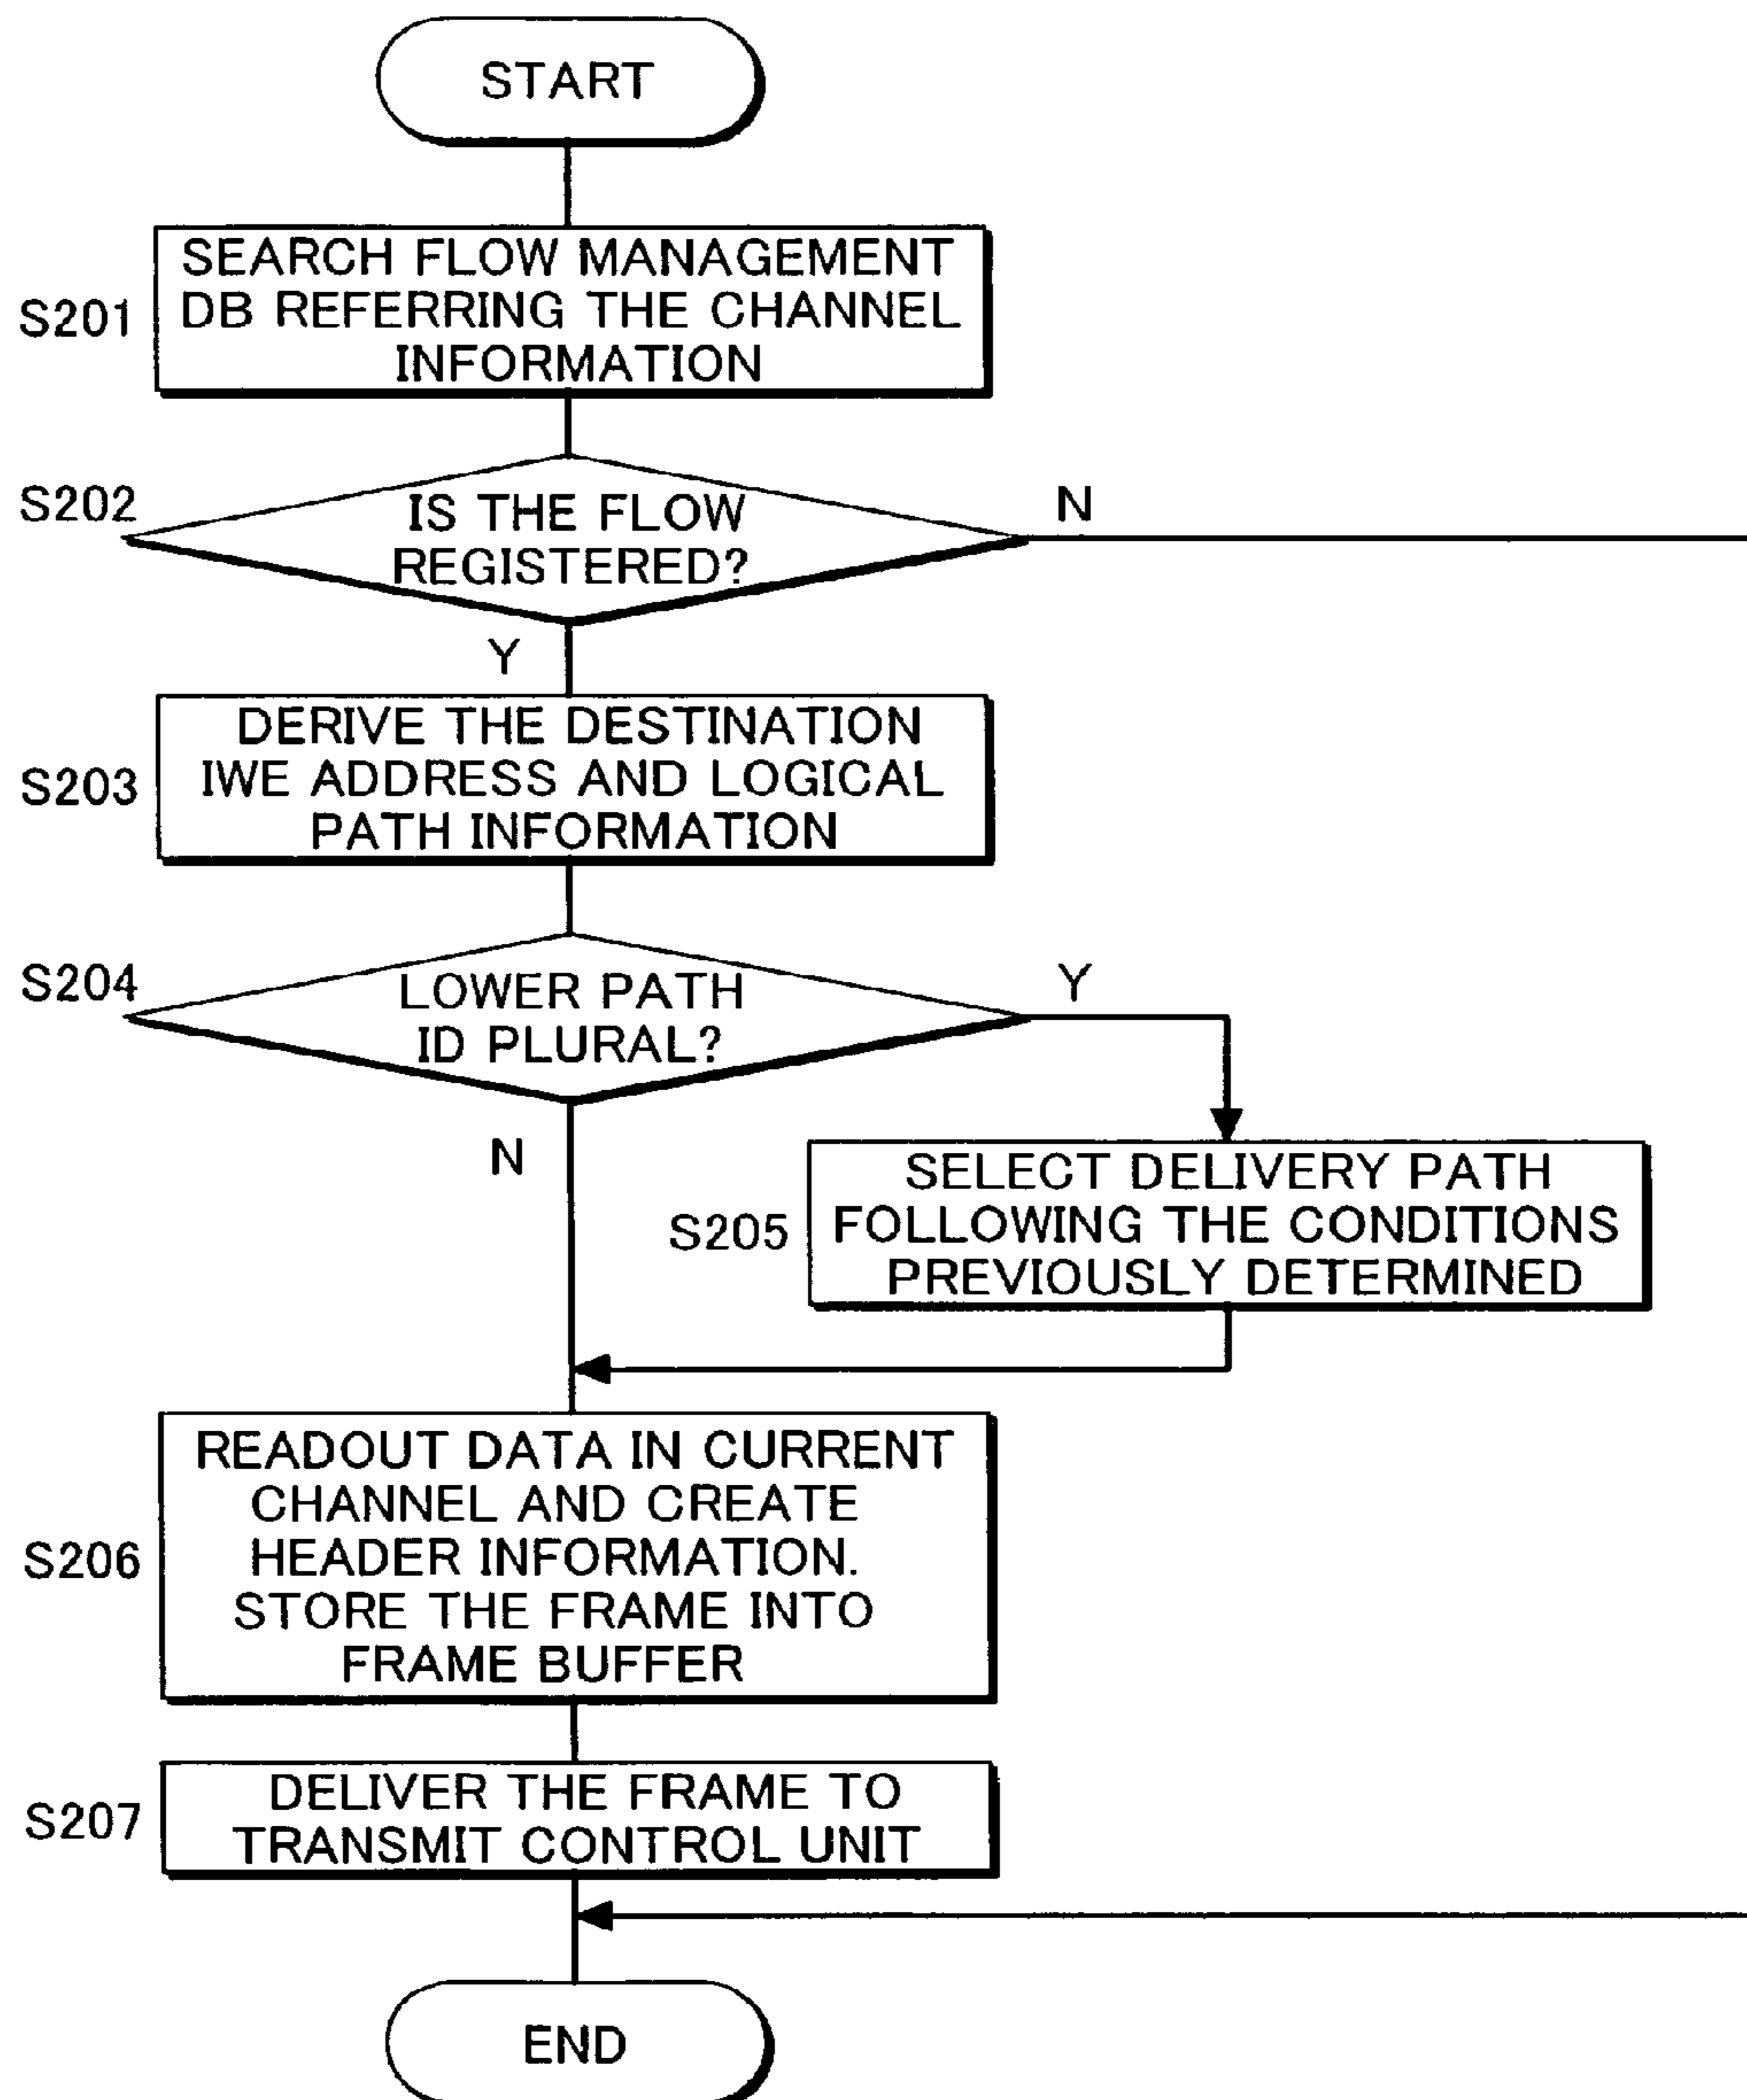 START
S201
SEARCH FLOW MANAGEMENT
DB REFERRING THE CHANNEL
INFORMATION
S202
IS THE FLOW
REGISTERED?
N
Y
S203
DERIVE THE DESTINATION
IWE ADDRESS AND LOGICAL
PATH INFORMATION
S204
LOWER PATH
ID PLURAL?
Y
N
S205
SELECT DELIVERY PATH
FOLLOWING THE CONDITIONS
PREVIOUSLY DETERMINED
S206
READOUT DATA IN CURRENT
CHANNEL AND CREATE
HEADER INFORMATION.
STORE THE FRAME INTO
FRAME BUFFER
S207
DELIVER THE FRAME TO
TRANSMIT CONTROL UNIT
END